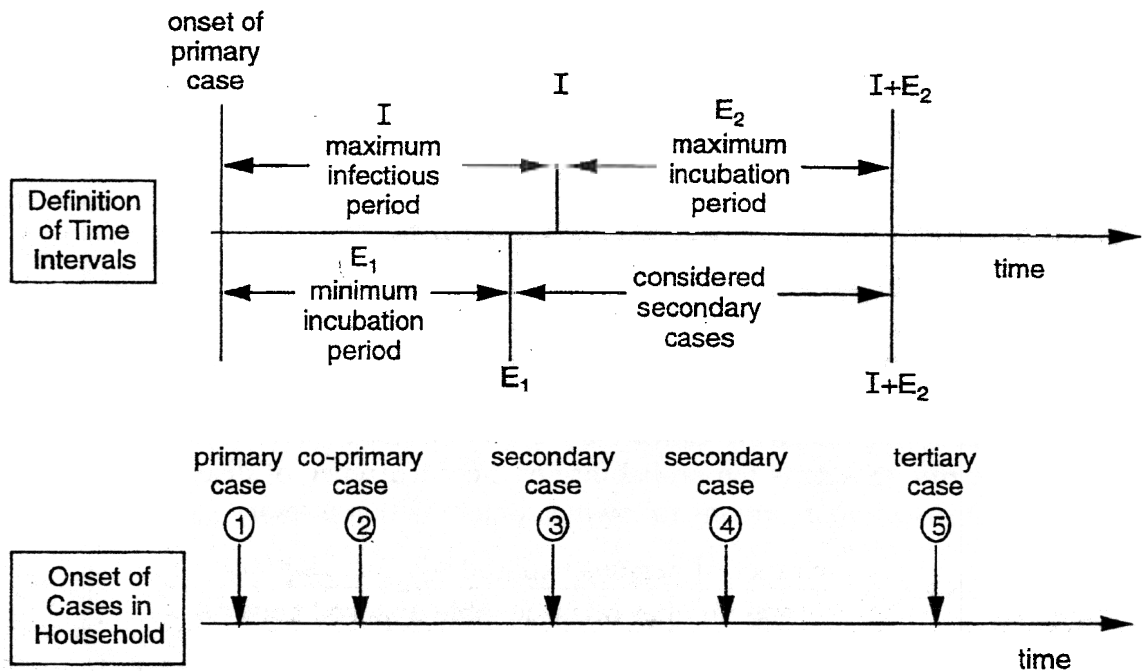 onset of
primary
case
I
I+E₂
I
maximum
infectious
period
E₂
maximum
incubation
period
Definition
of Time
Intervals
time
E₁
minimum
incubation
period
considered
secondary
cases
E₁
I+E₂
primary
case
①
co-primary
case
②
secondary
case
③
secondary
case
④
tertiary
case
⑤
Onset of
Cases in
Household
time